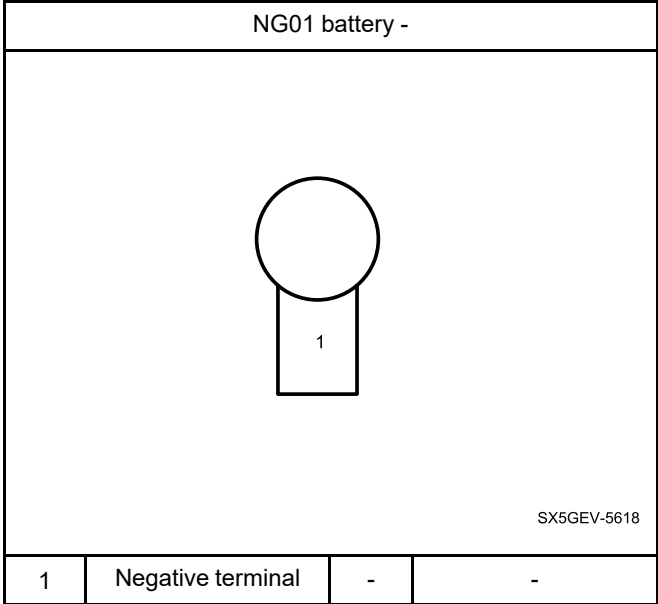 NG01 battery -
1
SX5GEV-5618
1 Negative terminal - -